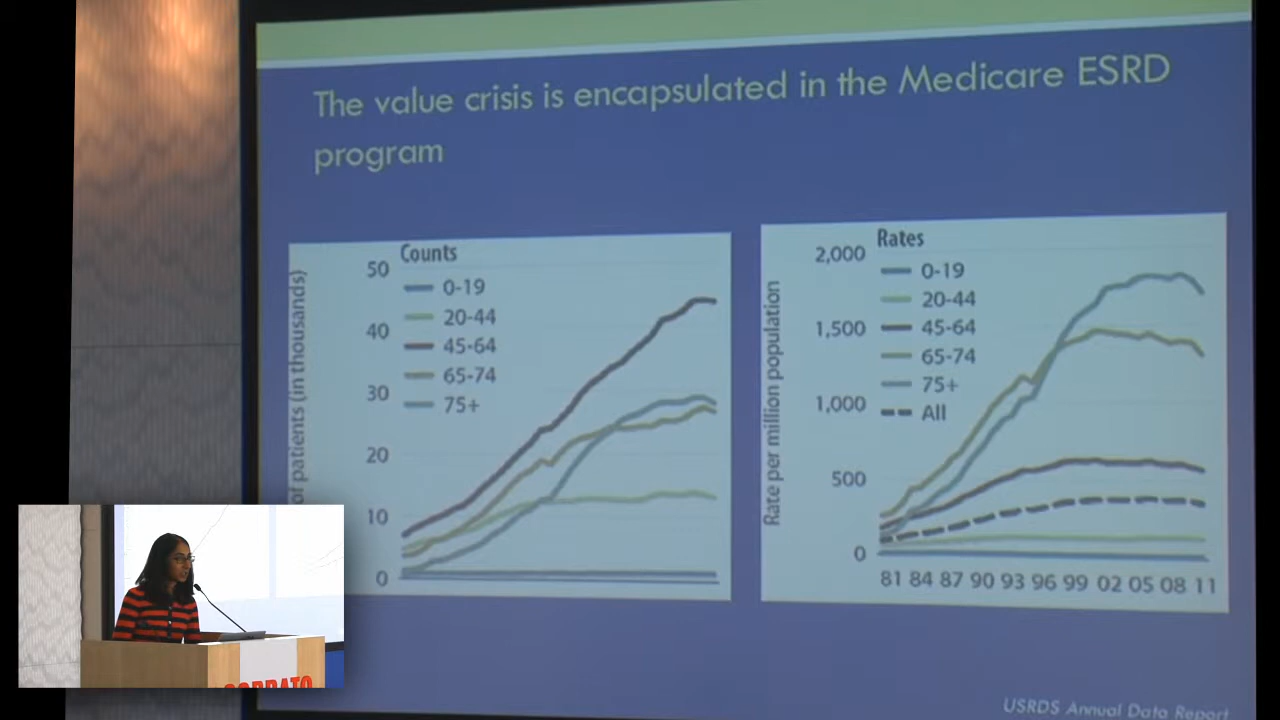 The value crisis is encapsulated in the Medicare ESRD
program
Counts
50
40
30
20
10
0
0-19
20-44
45-64
65-74
75+
of patients (in thousands)
Rates
2,000
1,500
1,000
500
0
0-19
20-44
45-64
65-74
75+
All
Rate per million population
81 84 87 90 93 96 99 02 05 08 11
USRDS Annual Data Report